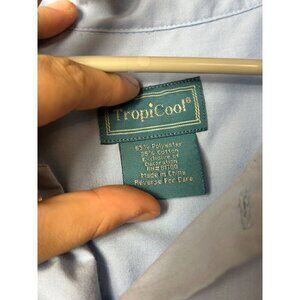 TropiCool®
65% Polyester
35% Cotton
Exclusive of
Decoration
Made in China
Reverse For Care